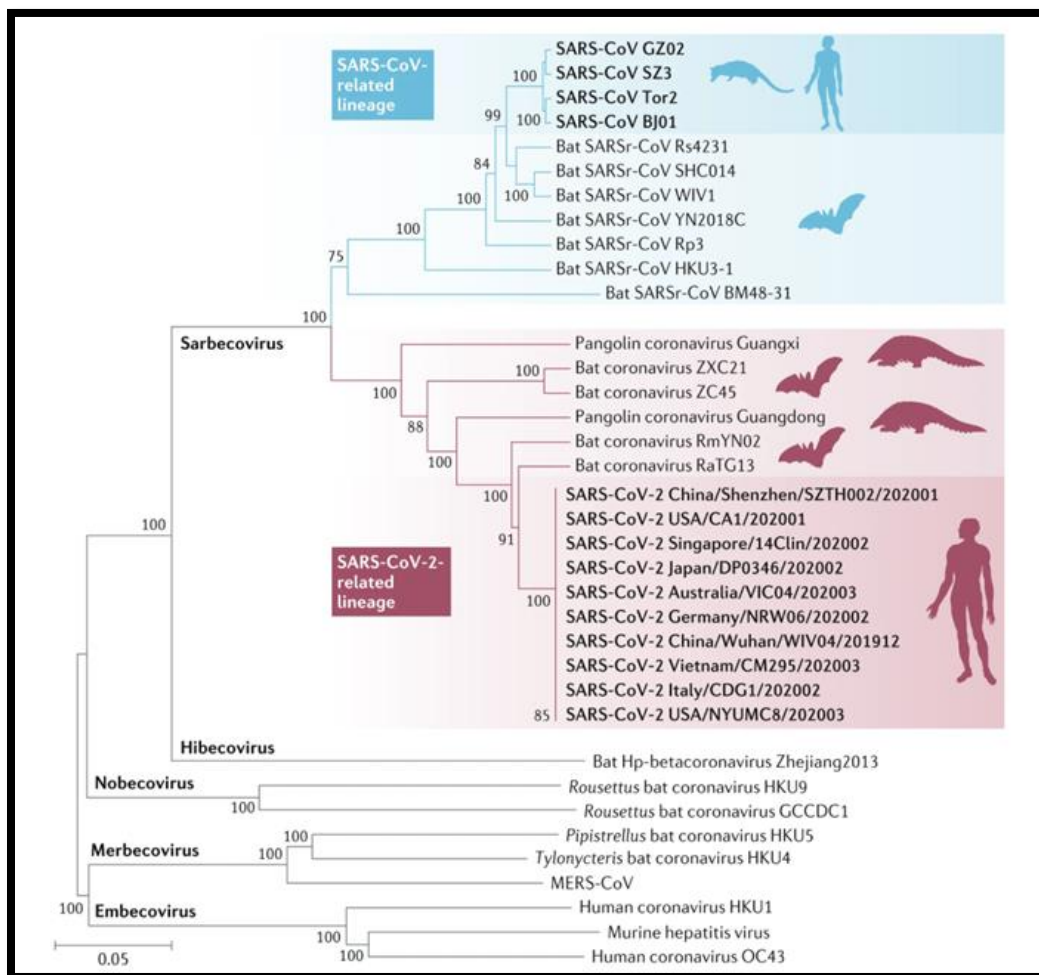 SARS-CoV-
related
lineage
SARS-CoV GZ02
SARS-CoV SZ3
SARS-CoV Tor2
SARS-CoV BJ01
Bat SARSr-CoV Rs4231
Bat SARSr-CoV SHC014
Bat SARSr-CoV WIV1
Bat SARSr-CoV YN2018C
Bat SARSr-CoV Rp3
Bat SARSr-CoV HKU3-1
Bat SARSr-CoV BM48-31
100
99
100
84
100
100
100
75
100
Sarbecovirus
Pangolin coronavirus Guangxi
Bat coronavirus ZXC21
Bat coronavirus ZC45
Pangolin coronavirus Guangdong
Bat coronavirus RmYN02
Bat coronavirus RaTG13
100
100
88
100
100
91
100
85
100
SARS-CoV-2-
related
lineage
SARS-CoV-2 China/Shenzhen/SZTH002/202001
SARS-CoV-2 USA/CA1/202001
SARS-CoV-2 Singapore/14Clin/202002
SARS-CoV-2 Japan/DP0346/202002
SARS-CoV-2 Australia/VIC04/202003
SARS-CoV-2 Germany/NRW06/202002
SARS-CoV-2 China/Wuhan/WIV04/201912
SARS-CoV-2 Vietnam/CM295/202003
SARS-CoV-2 Italy/CDG1/202002
SARS-CoV-2 USA/NYUMC8/202003
Hibecovirus
Bat Hp-betacoronavirus Zhejiang2013
Nobecovirus
Rousettus bat coronavirus HKU9
100
Rousettus bat coronavirus GCCDC1
Merbecovirus
100
100
Pipistrellus bat coronavirus HKU5
Tylonycteris bat coronavirus HKU4
MERS-CoV
100
Embecovirus
Human coronavirus HKU1
100
Murine hepatitis virus
100
Human coronavirus OC43
0.05